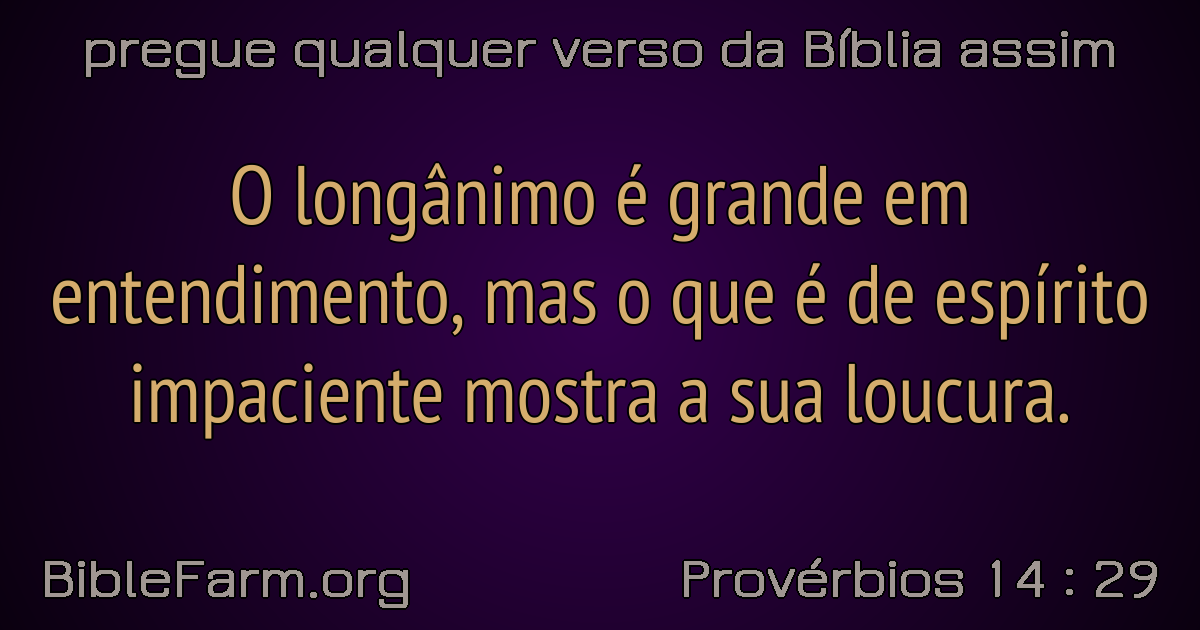 pregue qualquer verso da Bíblia assim
O longânimo é grande em
entendimento, mas o que é de espírito
impaciente mostra a sua loucura.
BibleFarm.org
Provérbios 14 : 29